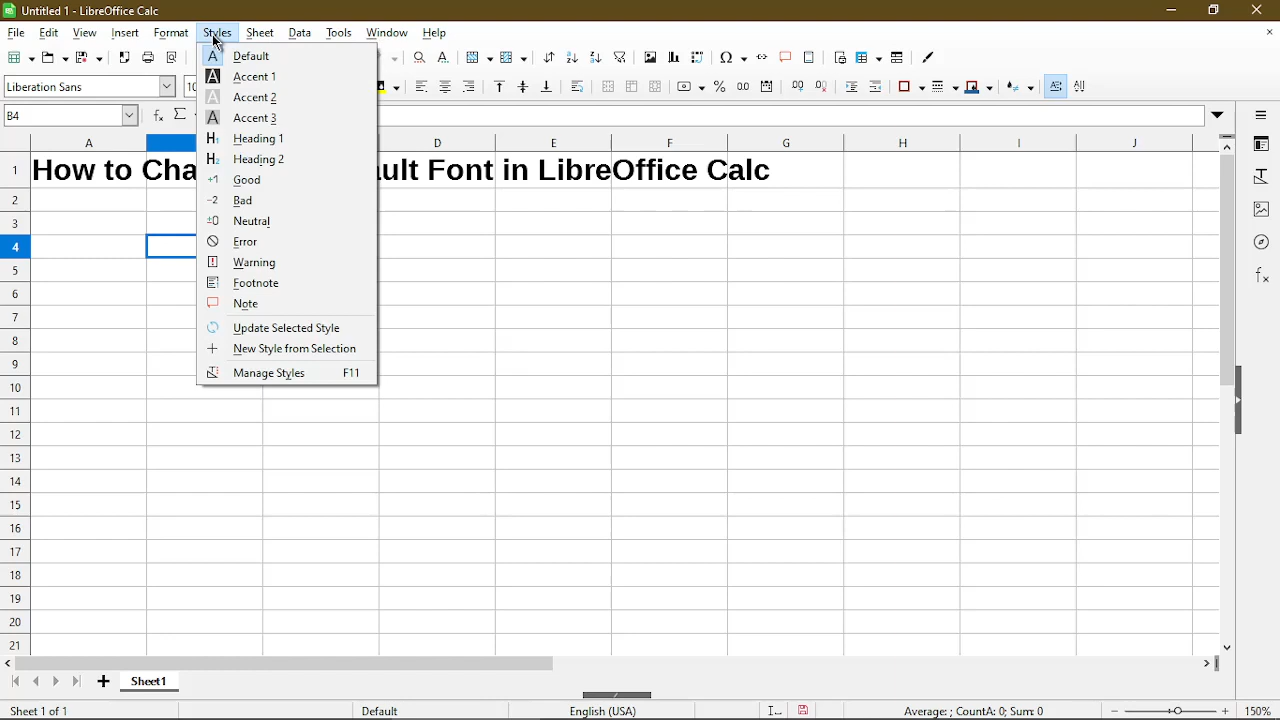 Untitled 1 - LibreOffice Calc
File Edit View Insert Format Styles Sheet Data Tools Window Help
Liberation Sans
B4
A D E F G H I J
1 How to Cha ult Font in LibreOffice Calc
2
3
4
5
6
7
8
9
10
11
12
13
14
15
16
17
18
19
20
21
Default
Accent 1
Accent 2
Accent 3
Heading 1
Heading 2
Good
Bad
Neutral
Error
Warning
Footnote
Note
Update Selected Style
New Style from Selection
Manage Styles F11
Sheet1
Sheet 1 of 1 Default English (USA) Average: ; CountA: 0; Sum: 0 150%